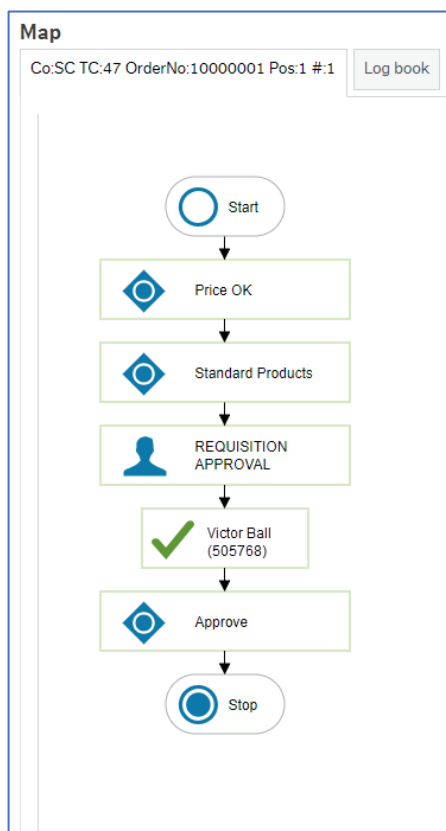 Map
Co:SC TC:47 OrderNo:10000001 Pos:1 #:1
Log book
Start
Price OK
Standard Products
REQUISITION
APPROVAL
Victor Ball
(505768)
Approve
Stop